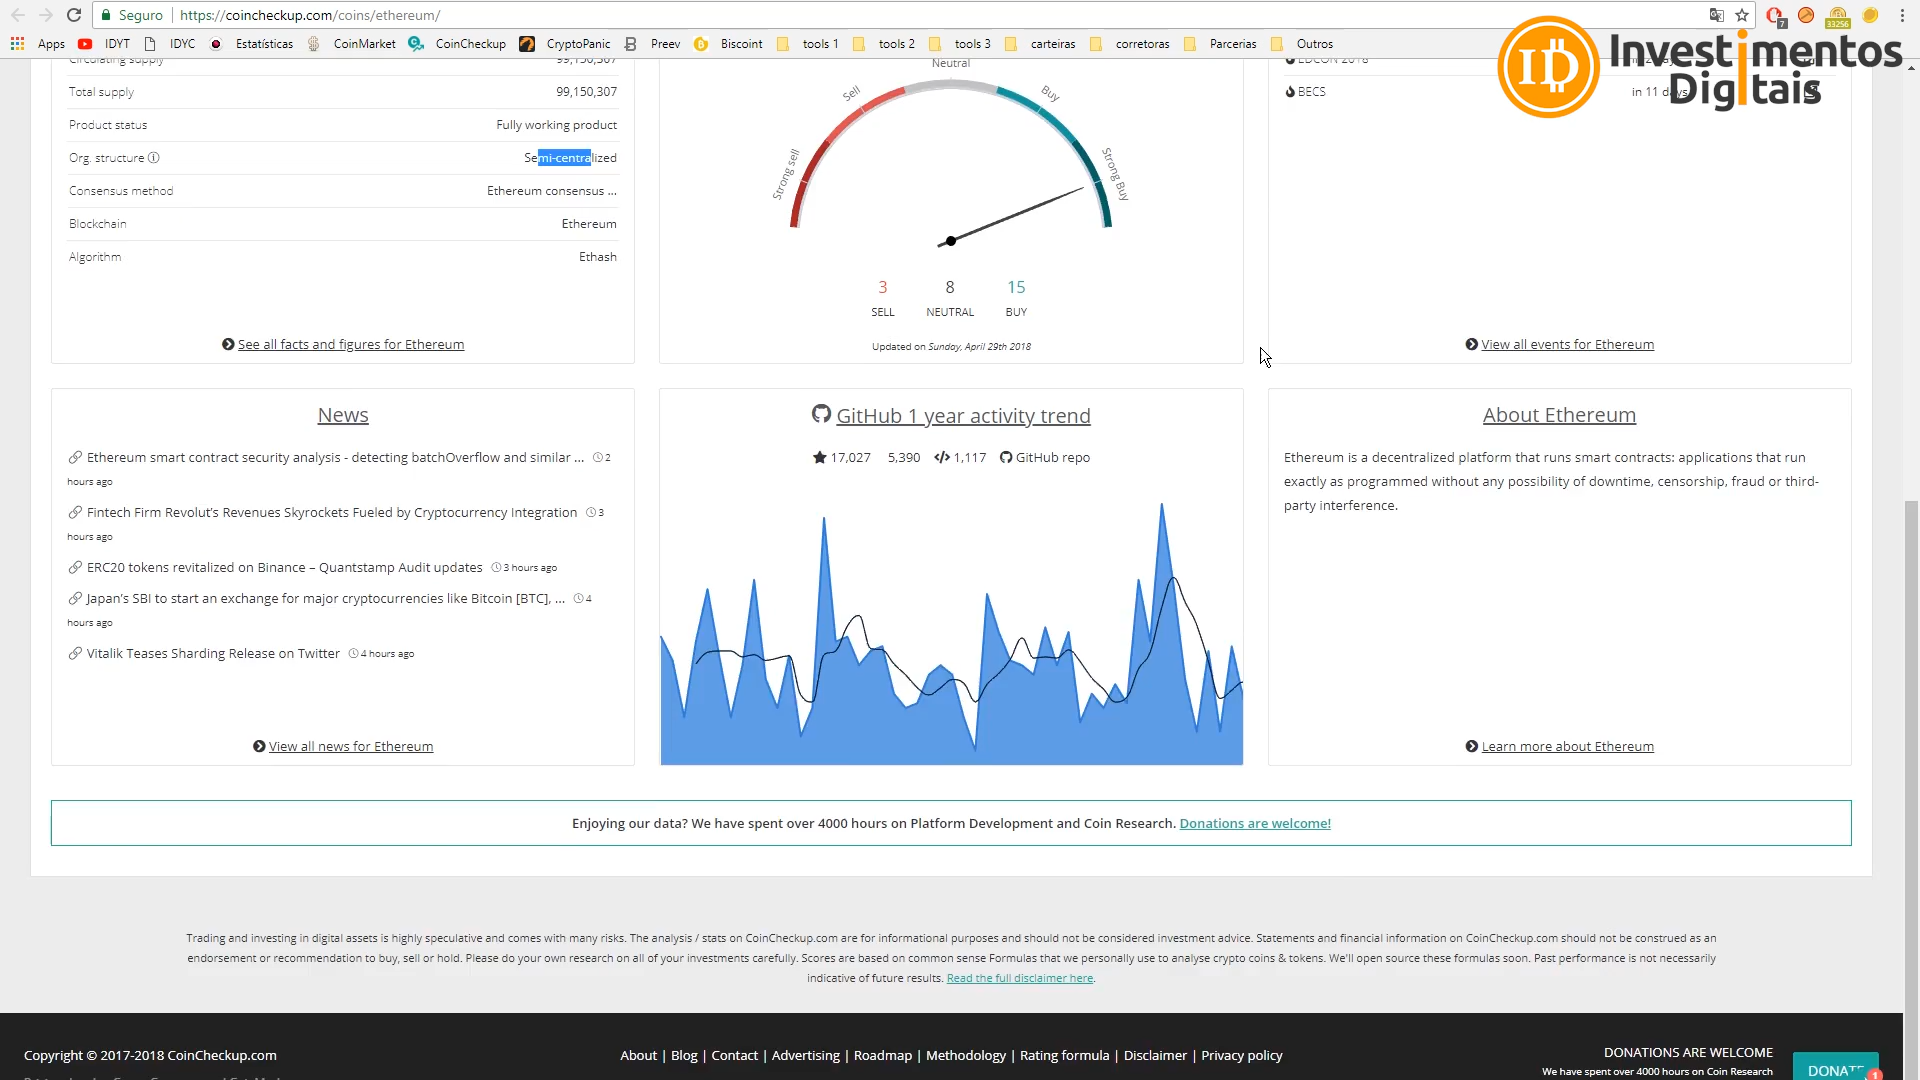 Seguro https://coincheckup.com/coins/ethereum/
7 33256
Apps IDYT IDYC Estatísticas CoinMarket CoinCheckup CryptoPanic Preev Biscoint tools 1 tools 2 tools 3 carteiras corretoras Parcerias Outros
Investimentos
Digitais
ID
Circulating supply 99,150,307
Total supply 99,150,307
Product status Fully working product
Org. structure Semi-centralized
Consensus method Ethereum consensus ...
Blockchain Ethereum
Algorithm Ethash
See all facts and figures for Ethereum
Neutral
Sell Buy
Strong sell Strong Buy
3 8 15
SELL NEUTRAL BUY
Updated on Sunday, April 29th 2018
EDCON 2018
BECS in 11 days
View all events for Ethereum
News
Ethereum smart contract security analysis - detecting batchOverflow and similar ... 2
hours ago
Fintech Firm Revolut's Revenues Skyrockets Fueled by Cryptocurrency Integration 3
hours ago
ERC20 tokens revitalized on Binance – Quantstamp Audit updates 3 hours ago
Japan's SBI to start an exchange for major cryptocurrencies like Bitcoin [BTC], ... 4
hours ago
Vitalik Teases Sharding Release on Twitter 4 hours ago
View all news for Ethereum
GitHub 1 year activity trend
17,027 5,390 1,117 GitHub repo
About Ethereum
Ethereum is a decentralized platform that runs smart contracts: applications that run
exactly as programmed without any possibility of downtime, censorship, fraud or third-
party interference.
Learn more about Ethereum
Enjoying our data? We have spent over 4000 hours on Platform Development and Coin Research. Donations are welcome!
Trading and investing in digital assets is highly speculative and comes with many risks. The analysis / stats on CoinCheckup.com are for informational purposes and should not be considered investment advice. Statements and financial information on CoinCheckup.com should not be construed as an
endorsement or recommendation to buy, sell or hold. Please do your own research on all of your investments carefully. Scores are based on common sense Formulas that we personally use to analyse crypto coins & tokens. We'll open source these formulas soon. Past performance is not necessarily
indicative of future results. Read the full disclaimer here.
Copyright © 2017-2018 CoinCheckup.com
About | Blog | Contact | Advertising | Roadmap | Methodology | Rating formula | Disclaimer | Privacy policy
DONATIONS ARE WELCOME
We have spent over 4000 hours on Coin Research
DONATE 1